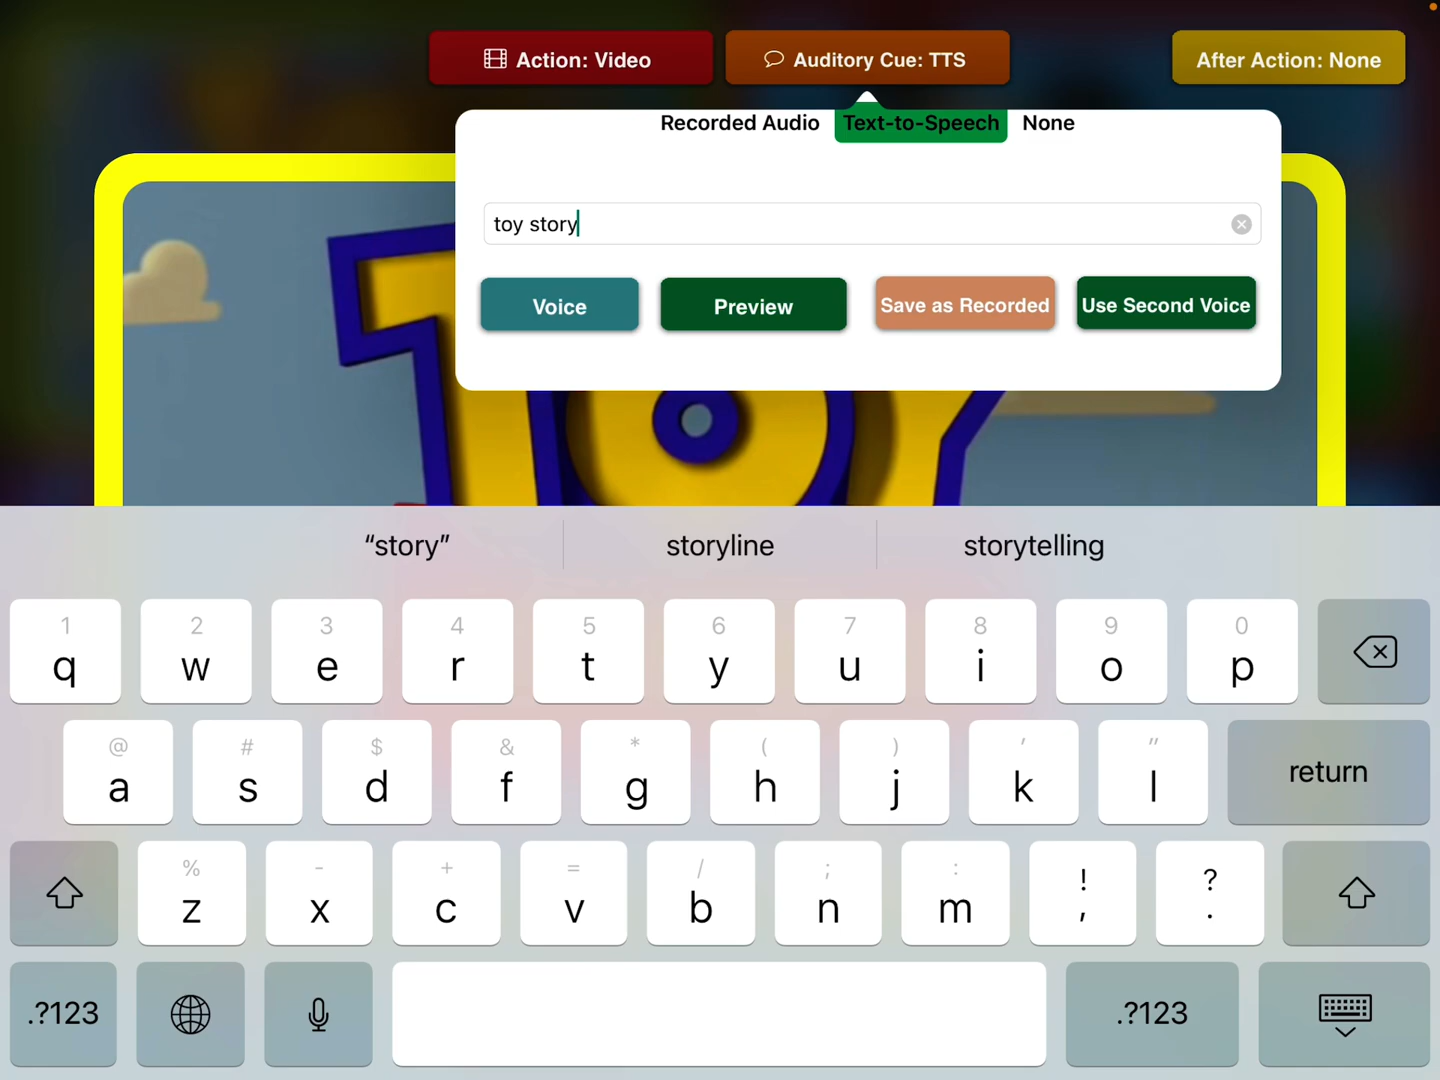 Action: Video
Auditory Cue: TTS
After Action: None
Recorded Audio
Text-to-Speech
None
toy story
Voice
Preview
Save as Recorded
Use Second Voice
TOY
“story”
storyline
storytelling
1 2 3 4 5 6 7 8 9 0
q w e r t y u i o p
@ # $ & * ( ) ' "
a s d f g h j k l
return
% - + = / ; : ! ?
z x c v b n m , .
.?123
.?123